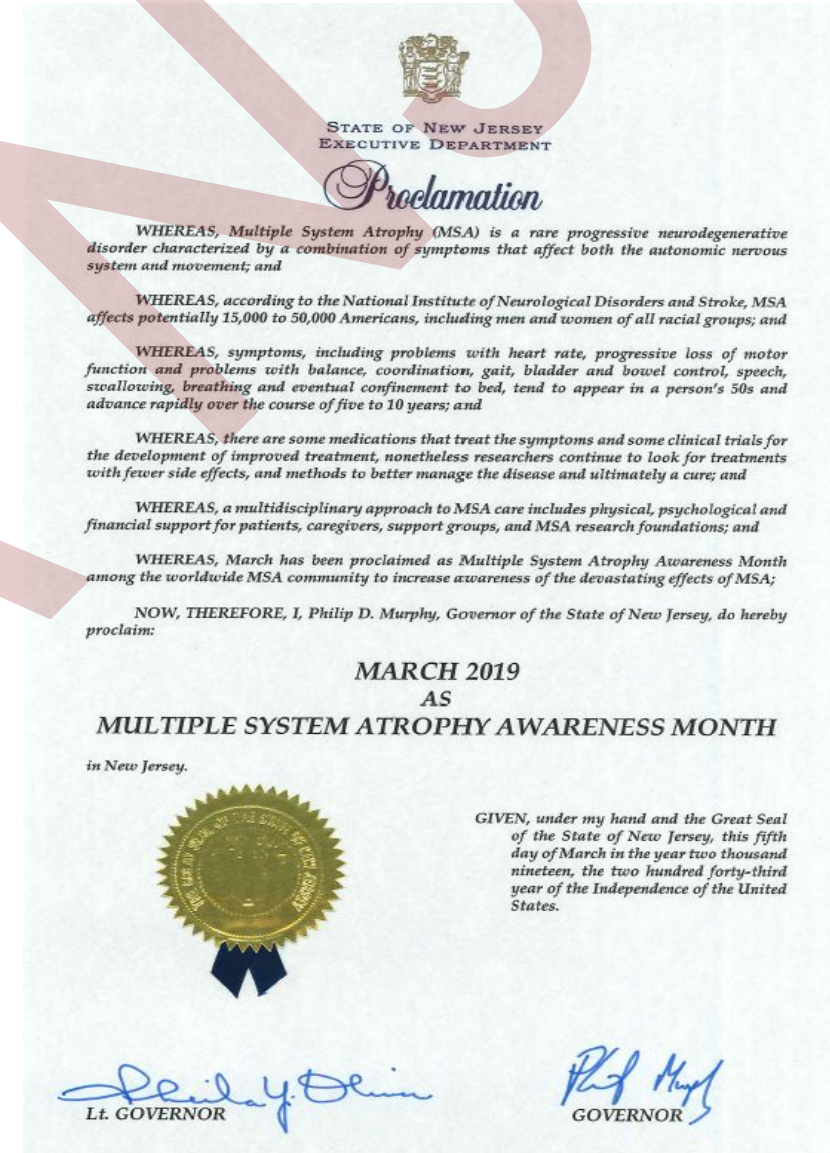 STATE OF NEW JERSEY
EXECUTIVE DEPARTMENT
Proclamation
WHEREAS, Multiple System Atrophy (MSA) is a rare progressive neurodegenerative
disorder characterized by a combination of symptoms that affect both the autonomic nervous
system and movement; and
WHEREAS, according to the National Institute of Neurological Disorders and Stroke, MSA
affects potentially 15,000 to 50,000 Americans, including men and women of all racial groups; and
WHEREAS, symptoms, including problems with heart rate, progressive loss of motor
function and problems with balance, coordination, gait, bladder and bowel control, speech,
swallowing, breathing and eventual confinement to bed, tend to appear in a person's 50s and
advance rapidly over the course of five to 10 years; and
WHEREAS, there are some medications that treat the symptoms and some clinical trials for
the development of improved treatment, nonetheless researchers continue to look for treatments
with fewer side effects, and methods to better manage the disease and ultimately a cure; and
WHEREAS, a multidisciplinary approach to MSA care includes physical, psychological and
financial support for patients, caregivers, support groups, and MSA research foundations; and
WHEREAS, March has been proclaimed as Multiple System Atrophy Awareness Month
among the worldwide MSA community to increase awareness of the devastating effects of MSA;
NOW, THEREFORE, I, Philip D. Murphy, Governor of the State of New Jersey, do hereby
proclaim:
MARCH 2019
AS
MULTIPLE SYSTEM ATROPHY AWARENESS MONTH
in New Jersey.
THE GREAT SEAL OF THE STATE OF NEW JERSEY
GIVEN, under my hand and the Great Seal
of the State of New Jersey, this fifth
day of March in the year two thousand
nineteen, the two hundred forty-third
year of the Independence of the United
States.
Sheila Y. Oliver
Lt. GOVERNOR
GOVERNOR